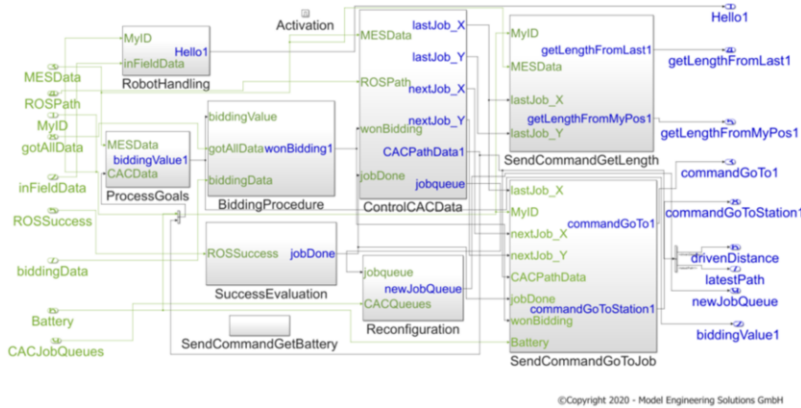 Activation
Hello1
MyID
Hello1
inFieldData
RobotHandling
MESData
ROSPath
MyID
gotAllData
inFieldData
ROSSuccess
biddingData
Battery
CACJobQueues
MESData
biddingValue1
CACData
ProcessGoals
biddingValue
gotAllData
wonBidding1
biddingData
BiddingProcedure
ROSSuccess
jobDone
SuccessEvaluation
SendCommandGetBattery
MESData
ROSPath
wonBidding
jobDone
lastJob_X
lastJob_Y
nextJob_X
nextJob_Y
CACPathData1
jobqueue
ControlCACData
jobqueue
newJobQueue
CACQueues
Reconfiguration
MyID
MESData
lastJob_X
lastJob_Y
getLengthFromLast1
getLengthFromMyPos1
SendCommandGetLength
lastJob_X
MyID
nextJob_X
nextJob_Y
CACPathData
jobDone
wonBidding
Battery
commandGoTo1
commandGoToStation1
SendCommandGoToJob
getLengthFromLast1
getLengthFromMyPos1
commandGoTo1
commandGoToStation1
drivenDistance
latestPath
newJobQueue
biddingValue1
©Copyright 2020 - Model Engineering Solutions GmbH